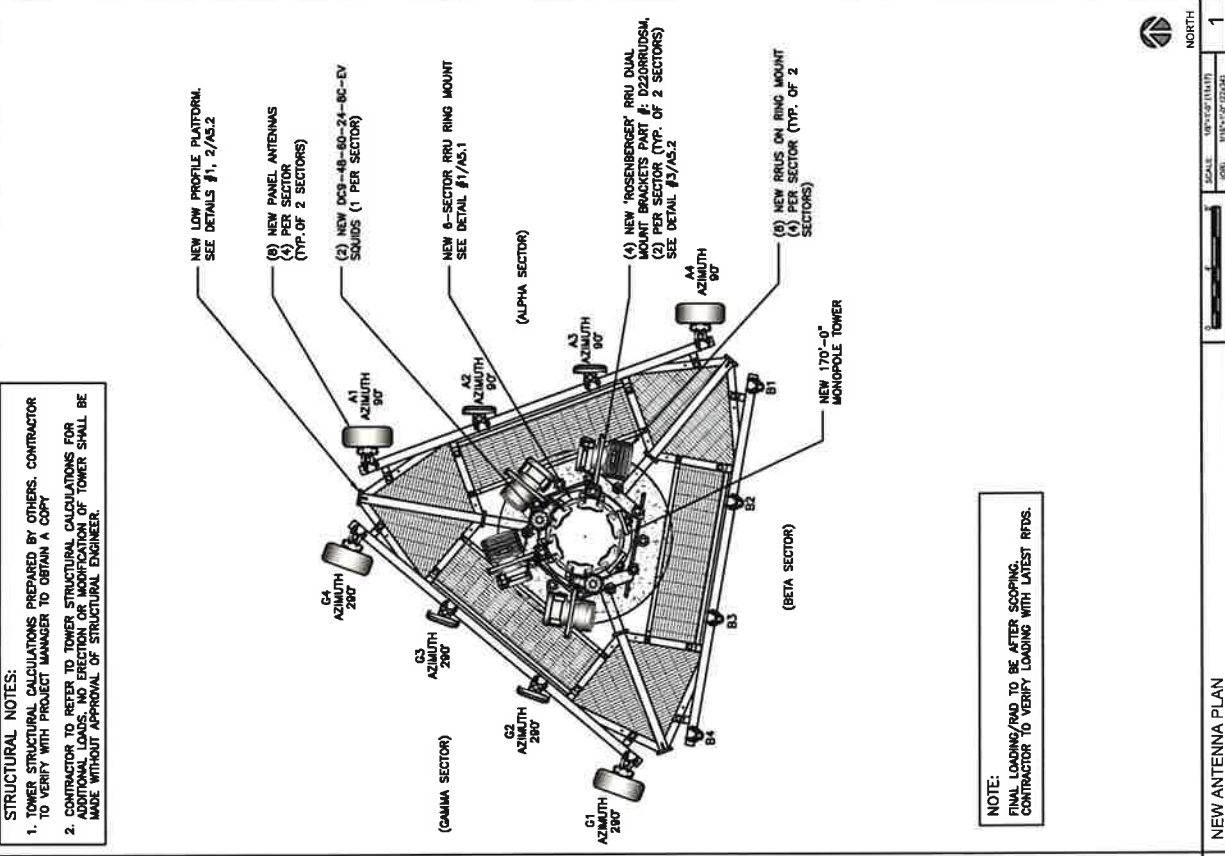 STRUCTURAL NOTES:
1. TOWER STRUCTURAL CALCULATIONS PREPARED BY OTHERS. CONTRACTOR
TO VERIFY WITH PROJECT MANAGER TO OBTAIN A COPY
2. CONTRACTOR TO REFER TO TOWER STRUCTURAL CALCULATIONS FOR
ADDITIONAL LOADS. NO ERECTION OR MODIFICATION OF TOWER SHALL BE
MADE WITHOUT APPROVAL OF STRUCTURAL ENGINEER.
NEW LOW PROFILE PLATFORM.
SEE DETAILS #1, 2/A5.2
(8) NEW PANEL ANTENNAS
(4) PER SECTOR
(TYP. OF 2 SECTORS)
(2) NEW DC9-48-60-24-8C-EV
SQUIDS (1 PER SECTOR)
NEW 6-SECTOR RRU RING MOUNT
SEE DETAIL #1/A5.1
(ALPHA SECTOR)
(4) NEW 'ROSENBERGER' RRU DUAL
MOUNT BRACKETS PART #: D220RRUDSM,
(2) PER SECTOR (TYP. OF 2 SECTORS)
SEE DETAIL #3/A5.2
(8) NEW RRUS ON RING MOUNT
(4) PER SECTOR (TYP. OF 2
SECTORS)
A1
AZIMUTH
90°
A2
AZIMUTH
90°
A3
AZIMUTH
90°
A4
AZIMUTH
90°
NEW 170'-0"
MONOPOLE TOWER
G4
AZIMUTH
290°
G3
AZIMUTH
290°
G2
AZIMUTH
290°
G1
AZIMUTH
290°
(GAMMA SECTOR)
B1
B2
B3
B4
(BETA SECTOR)
NOTE:
FINAL LOADING/RAD TO BE AFTER SCOPING.
CONTRACTOR TO VERIFY LOADING WITH LATEST RFDS.
NORTH
NEW ANTENNA PLAN
SCALE:
1